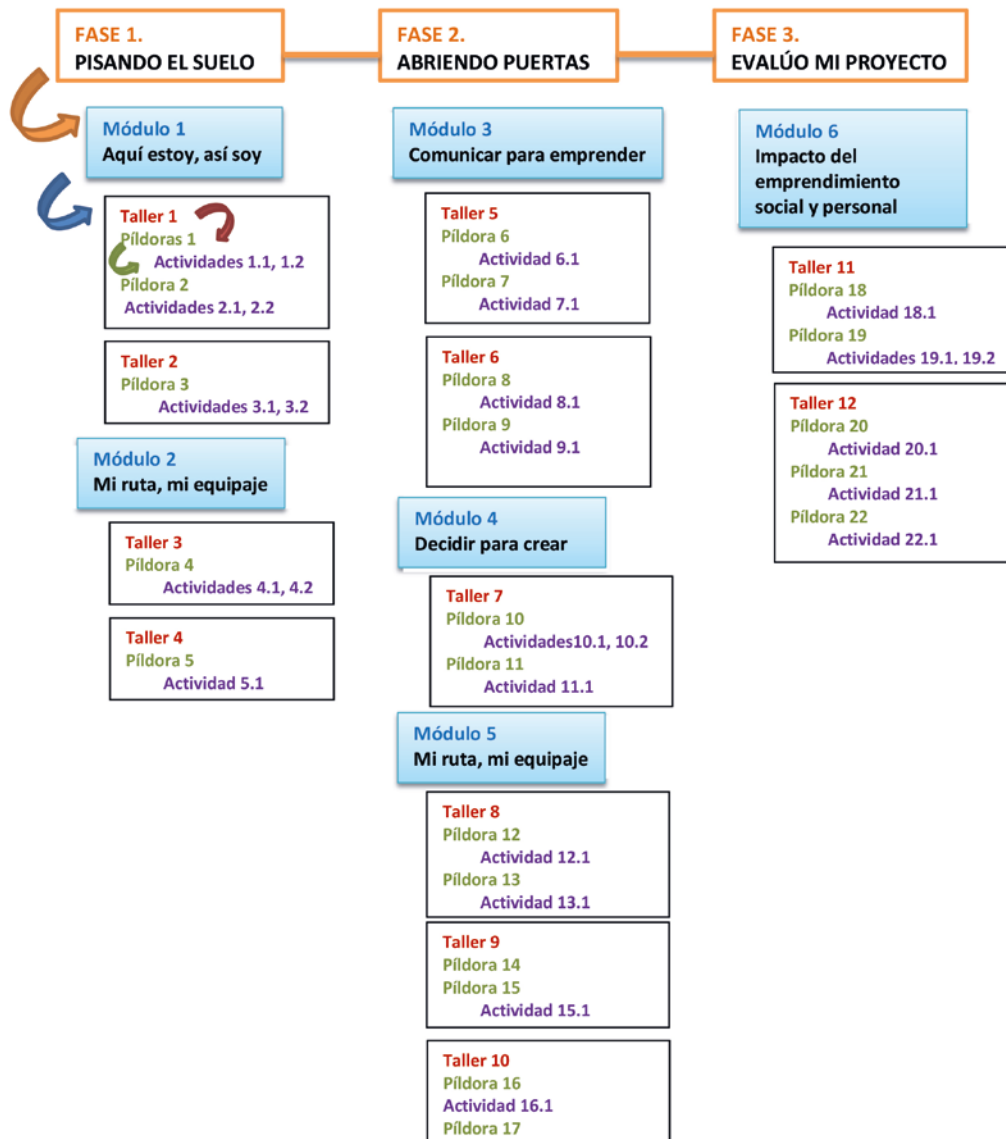 FASE 1.
PISANDO EL SUELO
Módulo 1
Aquí estoy, así soy
Taller 1
Píldoras 1
Actividades 1.1, 1.2
Píldora 2
Actividades 2.1, 2.2
Taller 2
Píldora 3
Actividades 3.1, 3.2
Módulo 2
Mi ruta, mi equipaje
Taller 3
Píldora 4
Actividades 4.1, 4.2
Taller 4
Píldora 5
Actividad 5.1
FASE 2.
ABRIENDO PUERTAS
Módulo 3
Comunicar para emprender
Taller 5
Píldora 6
Actividad 6.1
Píldora 7
Actividad 7.1
Taller 6
Píldora 8
Actividad 8.1
Píldora 9
Actividad 9.1
Módulo 4
Decidir para crear
Taller 7
Píldora 10
Actividades10.1, 10.2
Píldora 11
Actividad 11.1
Módulo 5
Mi ruta, mi equipaje
Taller 8
Píldora 12
Actividad 12.1
Píldora 13
Actividad 13.1
Taller 9
Píldora 14
Píldora 15
Actividad 15.1
Taller 10
Píldora 16
Actividad 16.1
Píldora 17
FASE 3.
EVALÚO MI PROYECTO
Módulo 6
Impacto del
emprendimiento
social y personal
Taller 11
Píldora 18
Actividad 18.1
Píldora 19
Actividades 19.1. 19.2
Taller 12
Píldora 20
Actividad 20.1
Píldora 21
Actividad 21.1
Píldora 22
Actividad 22.1